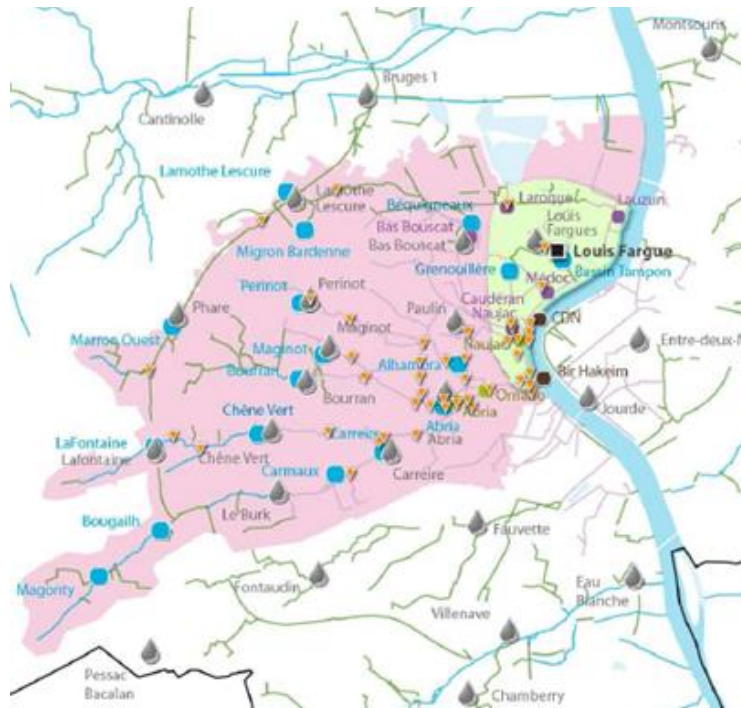 Montsouris
Bruges 1
Cantinolle
Lamothe Lescure
Lamothe
Lescure
Béquigneaux
Laroque
Lauzun
Bas Bouscat
Bas Bouscat
Louis
Fargues
Louis Fargue
Migron Bardenne
Grenouillère
Bassin Tampon
Médoc
Perinot
Perinot
Caudéran
Naujac
CDN
Phare
Paulin
Maginot
Marron Ouest
Naujac
Entre-deux-M
Maginot
Alhambra
Bourran
Bir Hakeim
Bourran
Ornano
Jourde
Chêne Vert
Abria
LaFontaine
Carreire
Abria
Abria
Lafontaine
Chêne Vert
Carmaux
Carreire
Le Burk
Bougailh
Fauvette
Magonty
Fontaudin
Eau
Blanche
Villenave
Pessac
Bacalan
Chamberry